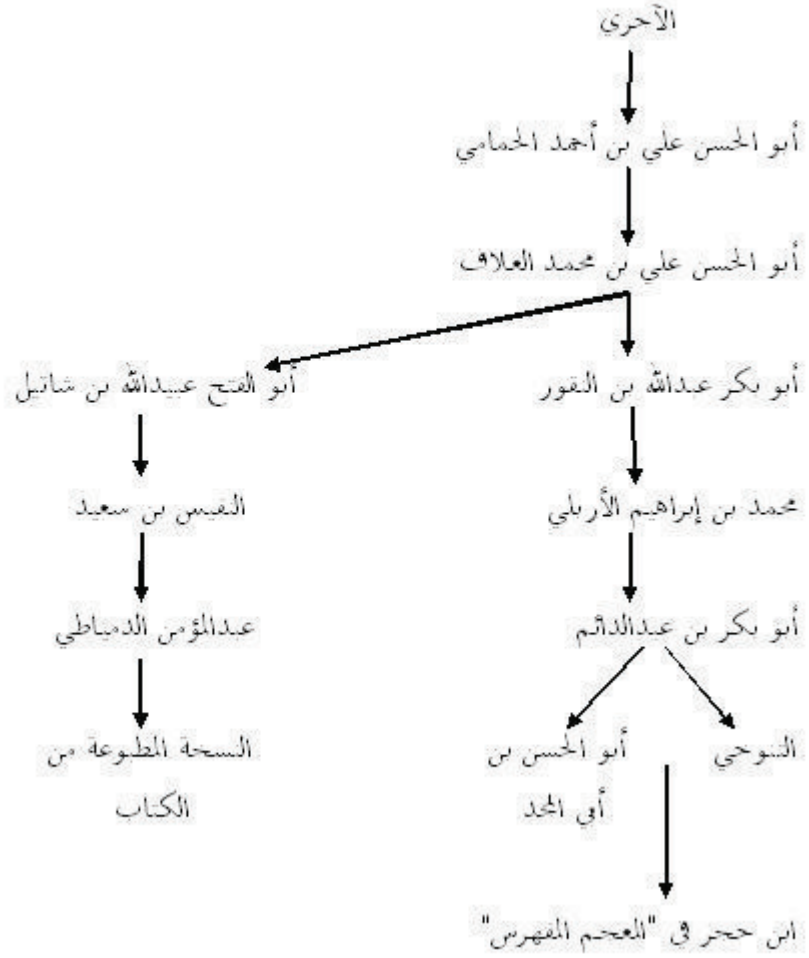 الآجري
أبو الحسن علي بن أحمد الحمامي
أبو الحسن علي بن محمد العلاف
أبو بكر عبدالله بن النقور
أبو الفتح عبيدالله بن شاتيل
محمد بن إبراهيم الأربلي
النفيس بن سعيد
أبو بكر بن عبدالدائم
عبدالمؤمن الدمياطي
التنوخي
أبو الحسن بن
أبي المجد
النسخة المطبوعة من
الكتاب
ابن حجر في "المعجم المفهرس"